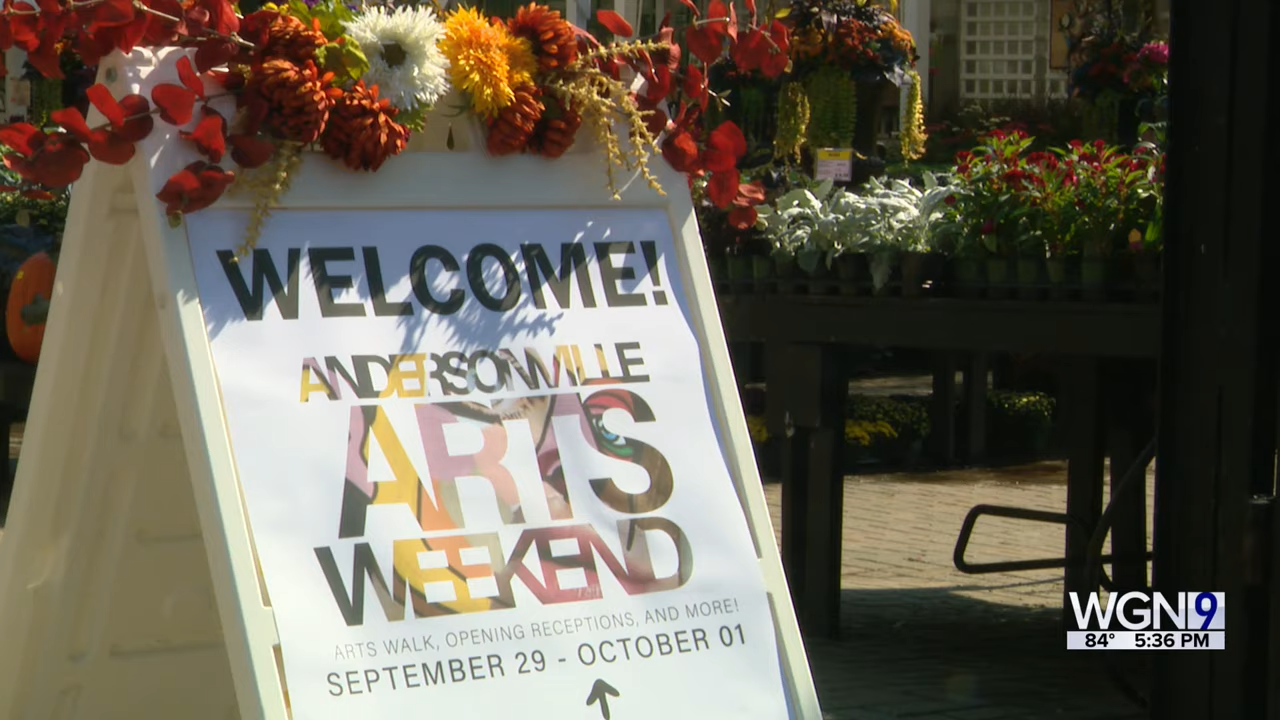 WELCOME!
ANDERSONVILLE
ARTS
WEEKEND
ARTS WALK, OPENING RECEPTIONS, AND MORE!
SEPTEMBER 29 - OCTOBER 01
WGN9
84° 5:36 PM